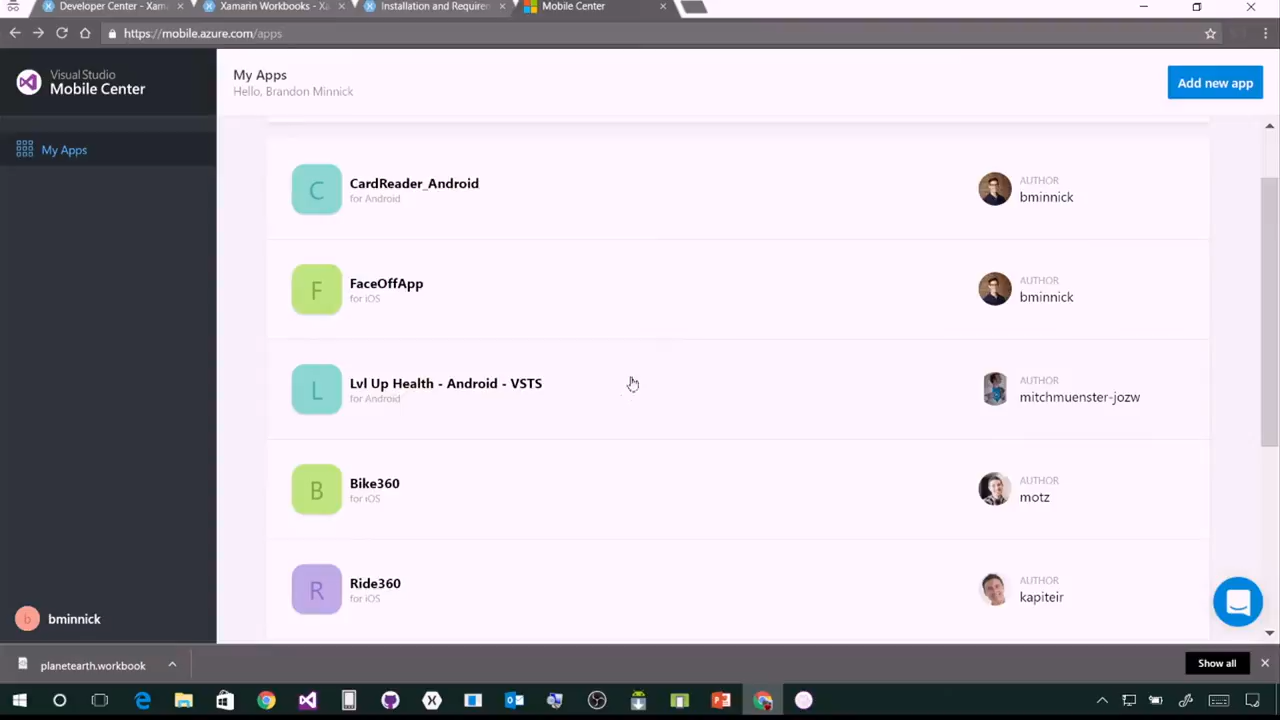 Developer Center - Xam
Xamarin Workbooks - Xa
Installation and Require
Mobile Center
https://mobile.azure.com/apps
Visual Studio
Mobile Center
My Apps
Hello, Brandon Minnick
Add new app
My Apps
C
CardReader_Android
for Android
AUTHOR
bminnick
F
FaceOffApp
for iOS
AUTHOR
bminnick
L
Lvl Up Health - Android - VSTS
for Android
AUTHOR
mitchmuenster-jozw
B
Bike360
for iOS
AUTHOR
motz
R
Ride360
for iOS
AUTHOR
kapiteir
b
bminnick
planetearth.workbook
Show all